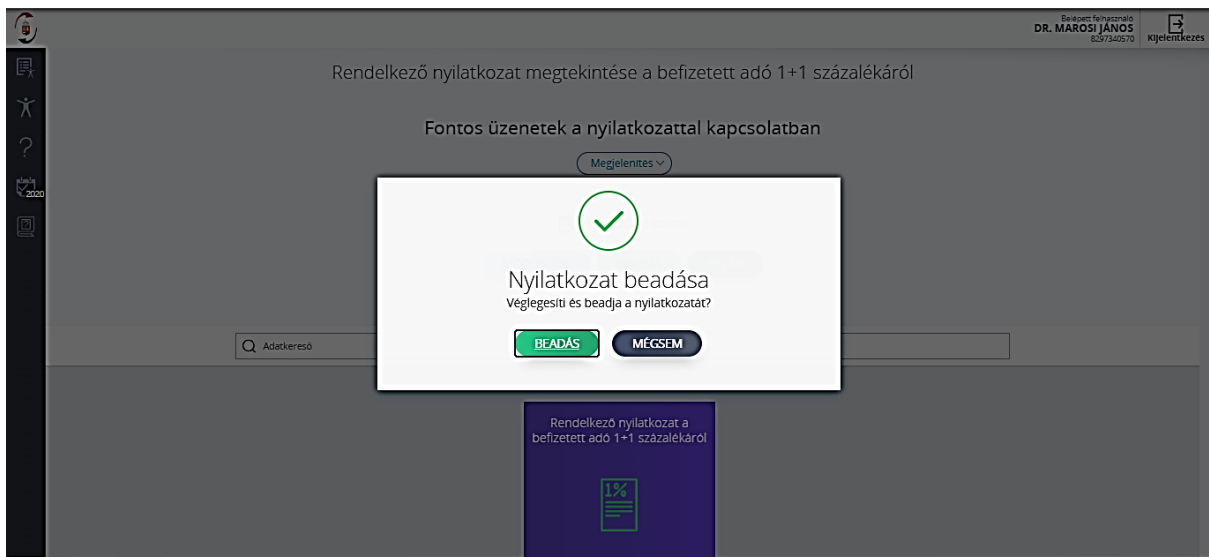 Belépett felhasználó
DR. MAROSI JÁNOS
8297340570
Kijelentkezés
Rendelkező nyilatkozat megtekintése a befizetett adó 1+1 százalékáról
Fontos üzenetek a nyilatkozattal kapcsolatban
Megjelenítés
2020
Nyilatkozat beadása
Véglegesíti és beadja a nyilatkozatát?
BEADÁS
MÉGSEM
Adatkereső
Rendelkező nyilatkozat a
befizetett adó 1+1 százalékáról
1%